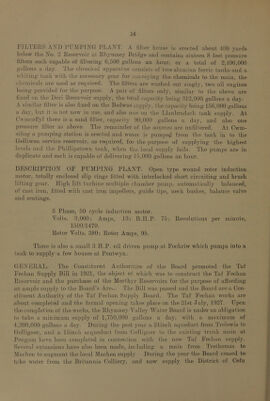 14
FILTERS AND PUMPING PLANT. A filter house is erected about 400 yards
below the No. 2 Reservoir at Rhymney Bridge and contains sixteen 8-feet pressure
filters each capable of filtering 6,500 gallons an hour, or a total of 2,496,000
gallons a day. The chemical apparatus consists of two alumina ferric tanks and a
whiting tank with the necessary gear for conveying the chemicals to the main, the
chemicals are used as required. The filters are washed out singly, two oil engines
being provided for the purpose. A pair of filters only, similar to the above are
fixed on the Deri Reservoir supply, the total capacity being 312,000 gallons a day.
A similar filter is also fixed on the Bedwas supply, the capacity being 156,000 gallons
a day, but it is not now in use, and also one on the Llanbradach tank supply. At
Cwmcelfyl there is a sand filter, capacity 90,000 gallons a day, and also one
pressure filter as above. The remainder of the sources are unfiltered. At Cwm-
a pumping station is erected and water is pumped from the tank in to the
Gelliaron service reservoir, as required, for the purpose of supplying the higher
levels and the Phillipstown tank, when the local supply fails. The pumps are in
duplicate and each is capable of delivering 15,000 gallons an hour.
DESCRIPTION OF PUMPING PLANT. Open type wound rotor induction
motor, totally enclosed slip rings fitted with interlocked short circuiting and brush
lifting gear. High lift turbine multiple chamber pump, automatically balanced,
of cast iron, fitted with cast iron impellers, guide tips, neck bushes, balance valve
and sundries.
3 Phase, 50 cycle induction motor.
Volts, 3,000; Amps. 13; B.H.P. 75; Revolutions per minute,
1500/1470.
Rotor Volts, 380; Rotor Amps. 95.
There is also a small 3 H.P. oil driven pump at Pochriw which pumps into a
tank to supply a few houses at Pentwyn.
GENERAL. The Constituent Authorities of the Board promoted the Taf
Fechan Supply Bill in 1921, the object of which was to construct the Taf Fechan
Reservoir and the purchase of the Merthyr Reservoirs for the purpose of affording
an ample supply to the Board's Area. The Bill was passed and the Board are a Con-
stituent Authority of the Taf Fechan Supply Board. The Taf Fechan works are
about completed and the formal opening takes place on the 21st July, 1927. Upon
the completion of the works, the Rhymney Valley Water Board is under an obligation
to take a minimum supply of 1,750,000 gallons a day, with a maximum of
4,200,000 gallons a day. During the past year a 15inch aqueduct from Trelewis to
Gelligaer, and a 15inch aqueduct from Gelligaer to the existing trunk main at
Pengam have been completed in connection with the new Taf Fechan Supply.
Several extensions have also been made, including a main from Trethomas to
Machen to augment the local Machen supply. During the year the Board ceased to
take water from the Britannia Colliery, and now supply the District of Cefn